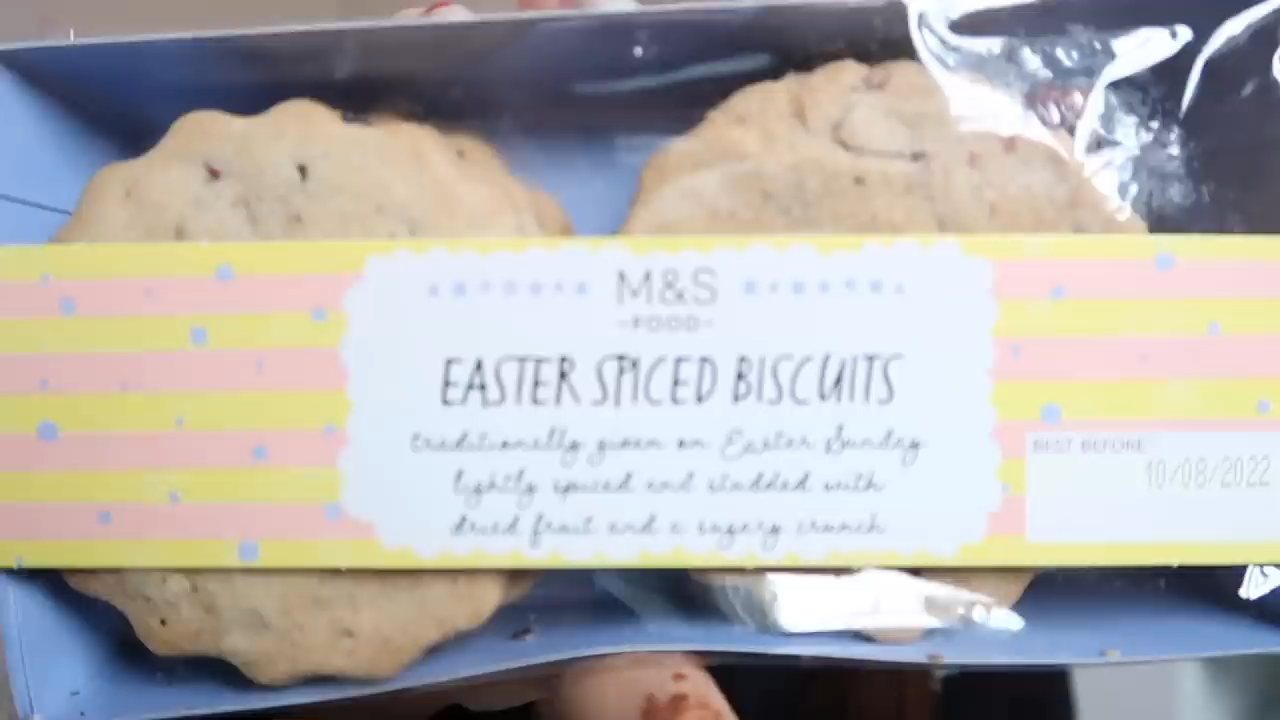 M&S
-FOOD-
EASTER SPICED BISCUITS
traditionally given on Easter Sunday
lightly spiced and studded with
dried fruit and a sugary crunch
BEST BEFORE
10/08/2022